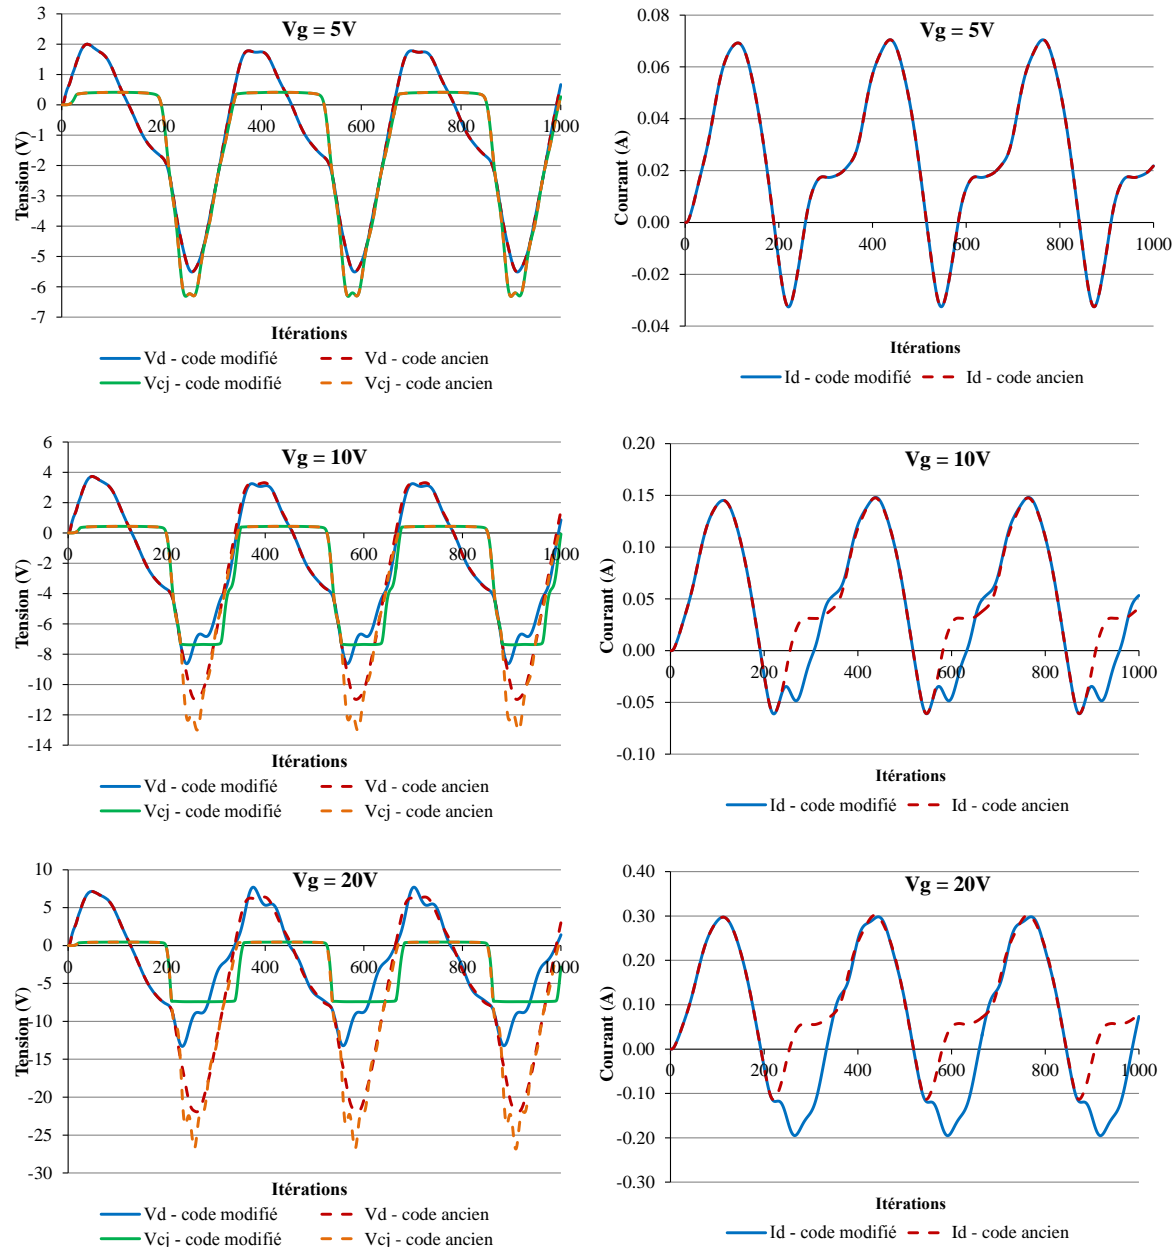 Vg = 5V
Tension (V)
3
2
1
0
-1
-2
-3
-4
-5
-6
-7
0 200 400 600 800 1000
Itérations
Vd - code modifié Vd - code ancien
Vcj - code modifié Vcj - code ancien
Vg = 5V
Courant (A)
0.08
0.06
0.04
0.02
0.00
-0.02
-0.04
0 200 400 600 800 1000
Itérations
Id - code modifié Id - code ancien
Vg = 10V
Tension (V)
6
4
2
0
-2
-4
-6
-8
-10
-12
-14
0 200 400 600 800 1000
Itérations
Vd - code modifié Vd - code ancien
Vcj - code modifié Vcj - code ancien
Vg = 10V
Courant (A)
0.20
0.15
0.10
0.05
0.00
-0.05
-0.10
0 200 400 600 800 1000
Itérations
Id - code modifié Id - code ancien
Vg = 20V
Tension (V)
10
5
0
-5
-10
-15
-20
-25
-30
0 200 400 600 800 1000
Itérations
Vd - code modifié Vd - code ancien
Vcj - code modifié Vcj - code ancien
Vg = 20V
Courant (A)
0.40
0.30
0.20
0.10
0.00
-0.10
-0.20
-0.30
0 200 400 600 800 1000
Itérations
Id - code modifié Id - code ancien